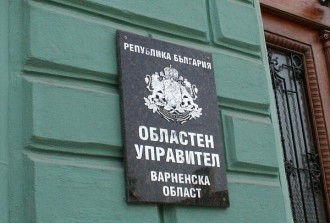 РЕПУБЛИКА БЪЛГАРИЯ
ОБЛАСТЕН
УПРАВИТЕЛ
ВАРНЕНСКА
ОБЛАСТ